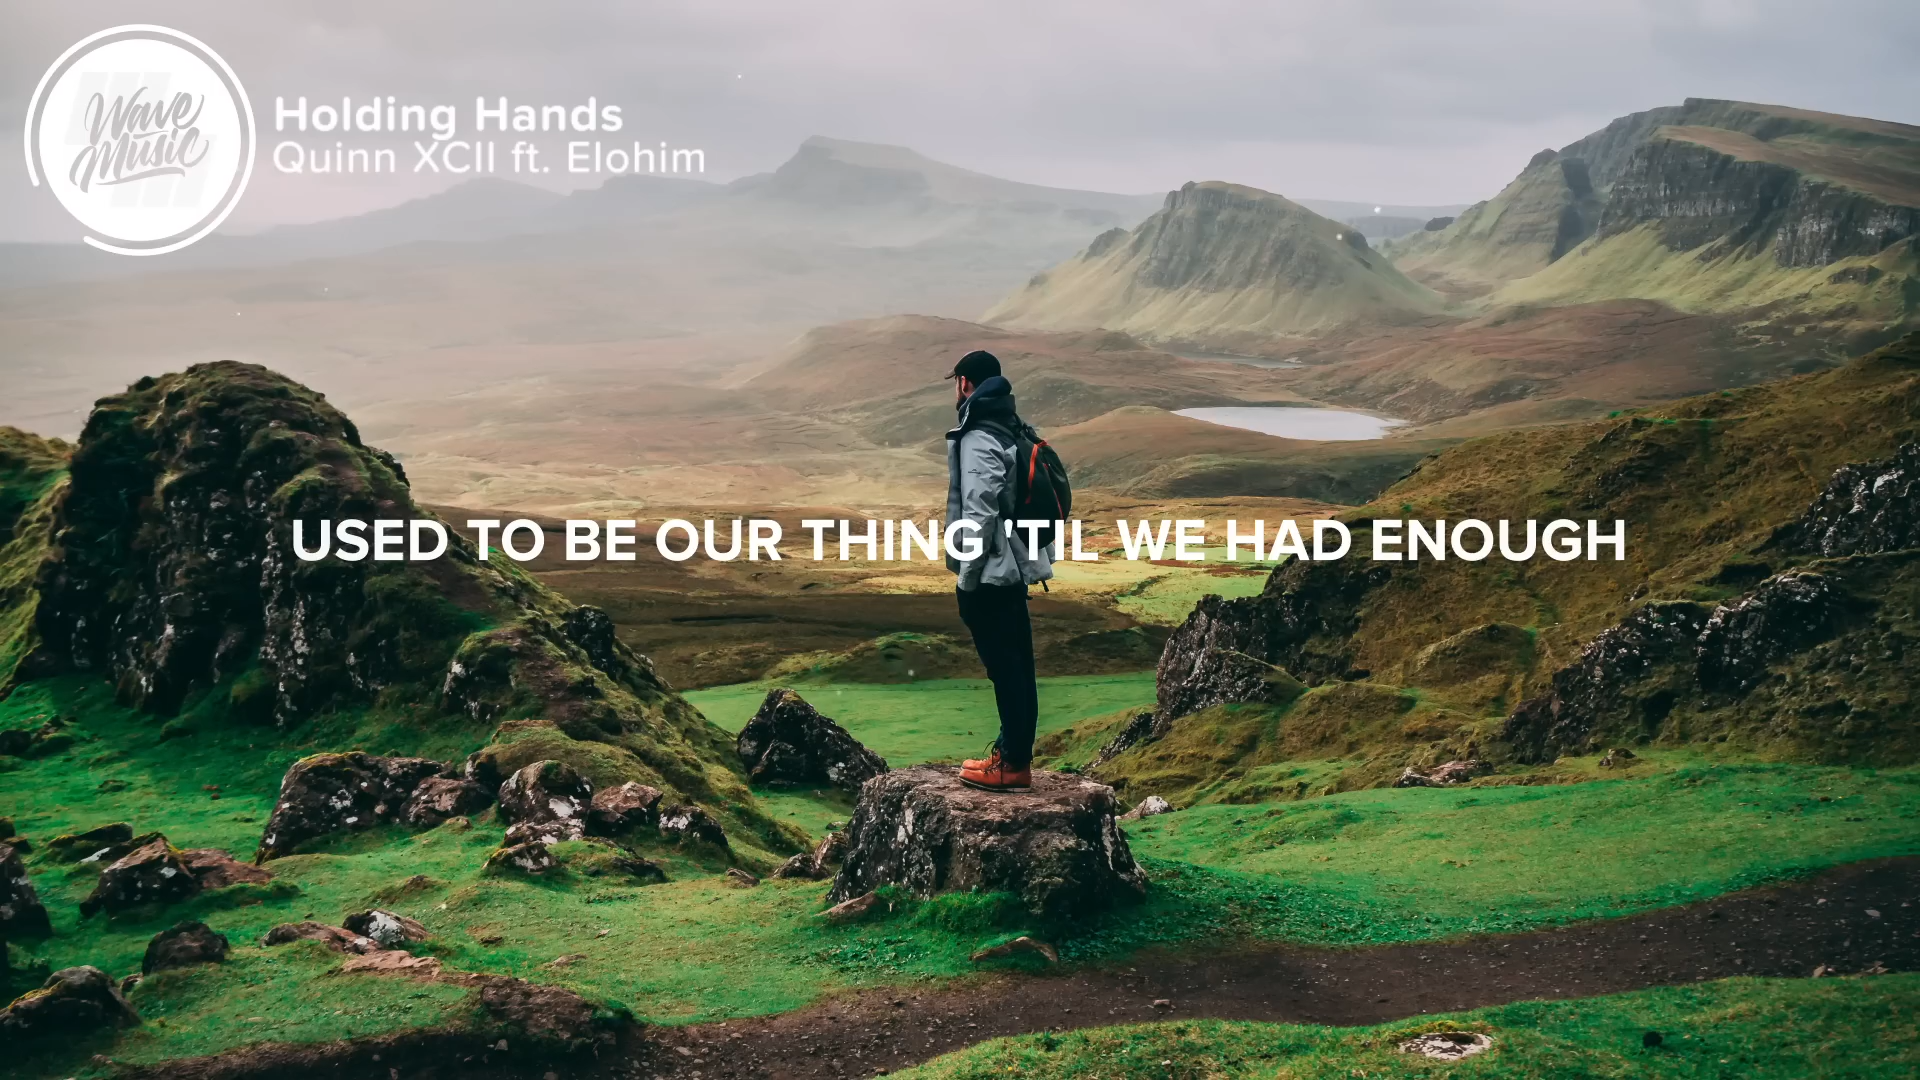 Wave
Music
Holding Hands
Quinn XCII ft. Elohim
USED TO BE OUR THING 'TIL WE HAD ENOUGH